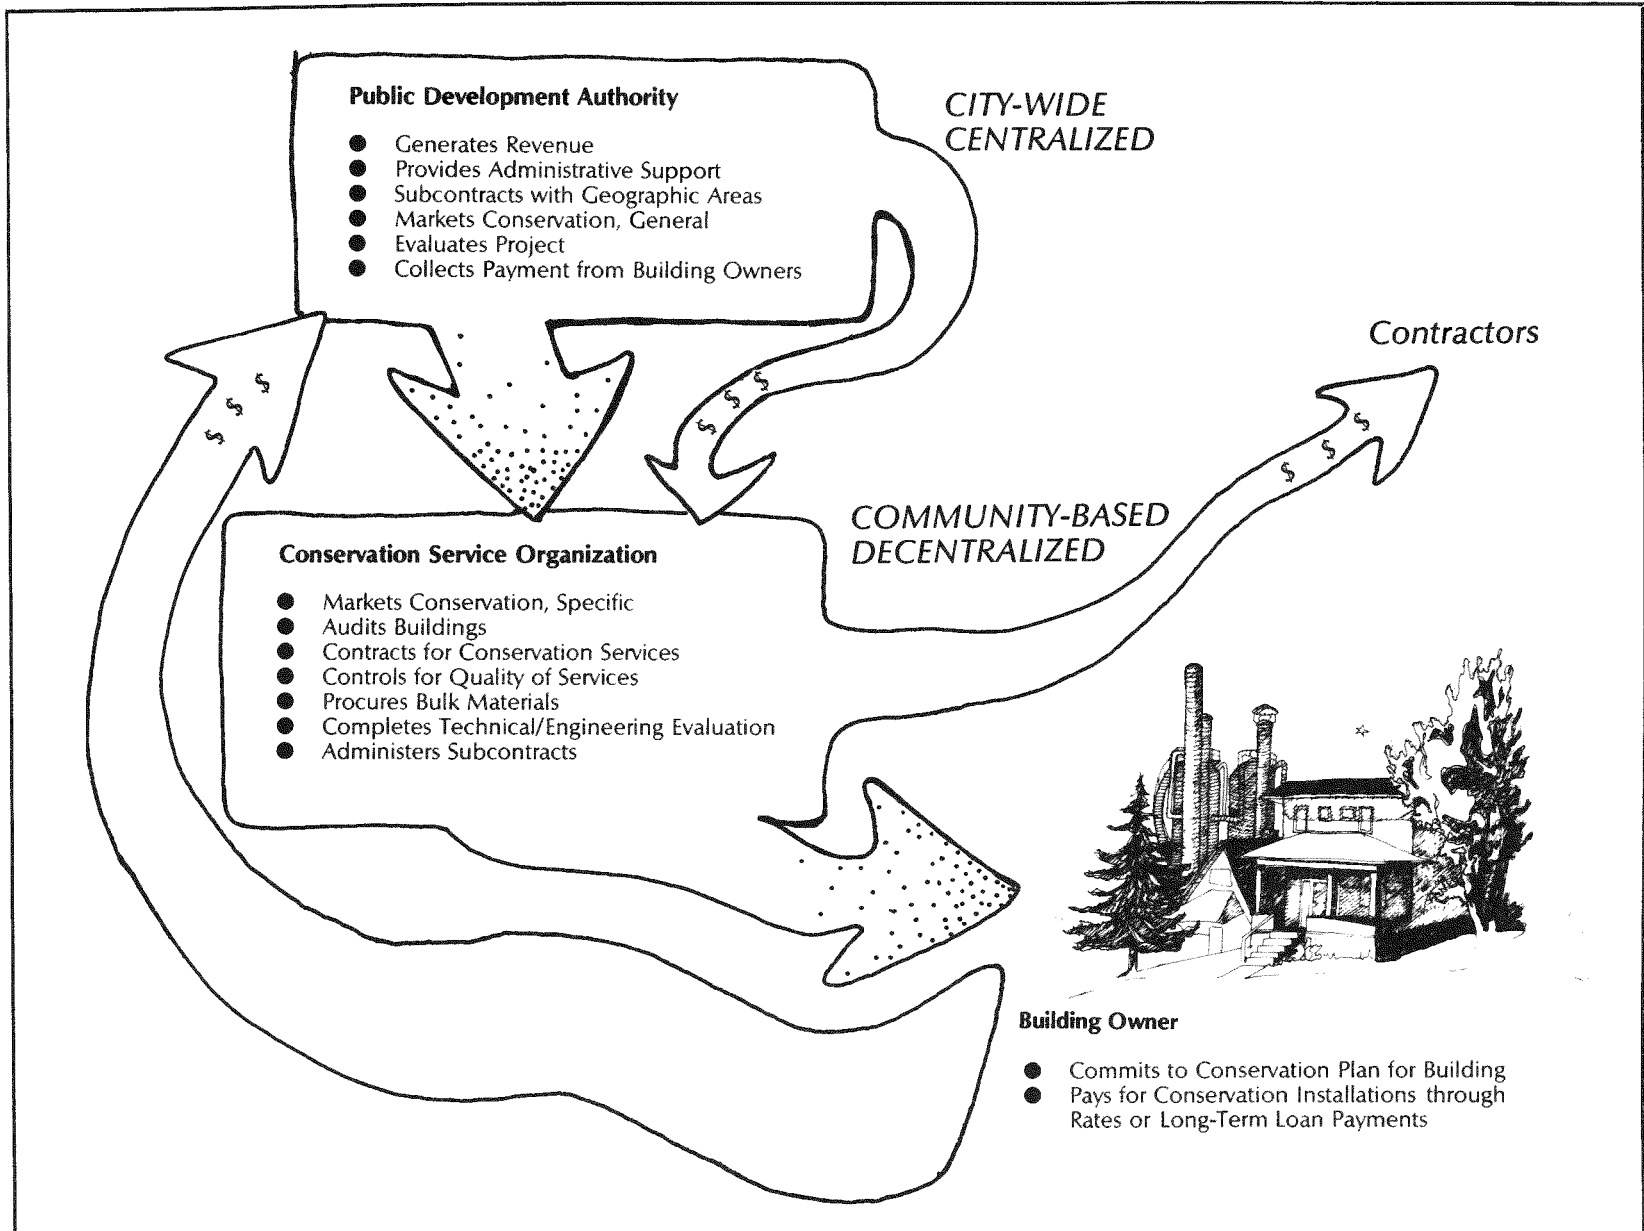 Public Development Authority
● Generates Revenue
● Provides Administrative Support
● Subcontracts with Geographic Areas
● Markets Conservation, General
● Evaluates Project
● Collects Payment from Building Owners
CITY-WIDE
CENTRALIZED
$
$
$
$
$
$
Contractors
$
$
$
COMMUNITY-BASED
DECENTRALIZED
Conservation Service Organization
● Markets Conservation, Specific
● Audits Buildings
● Contracts for Conservation Services
● Controls for Quality of Services
● Procures Bulk Materials
● Completes Technical/Engineering Evaluation
● Administers Subcontracts
Building Owner
● Commits to Conservation Plan for Building
● Pays for Conservation Installations through
Rates or Long-Term Loan Payments